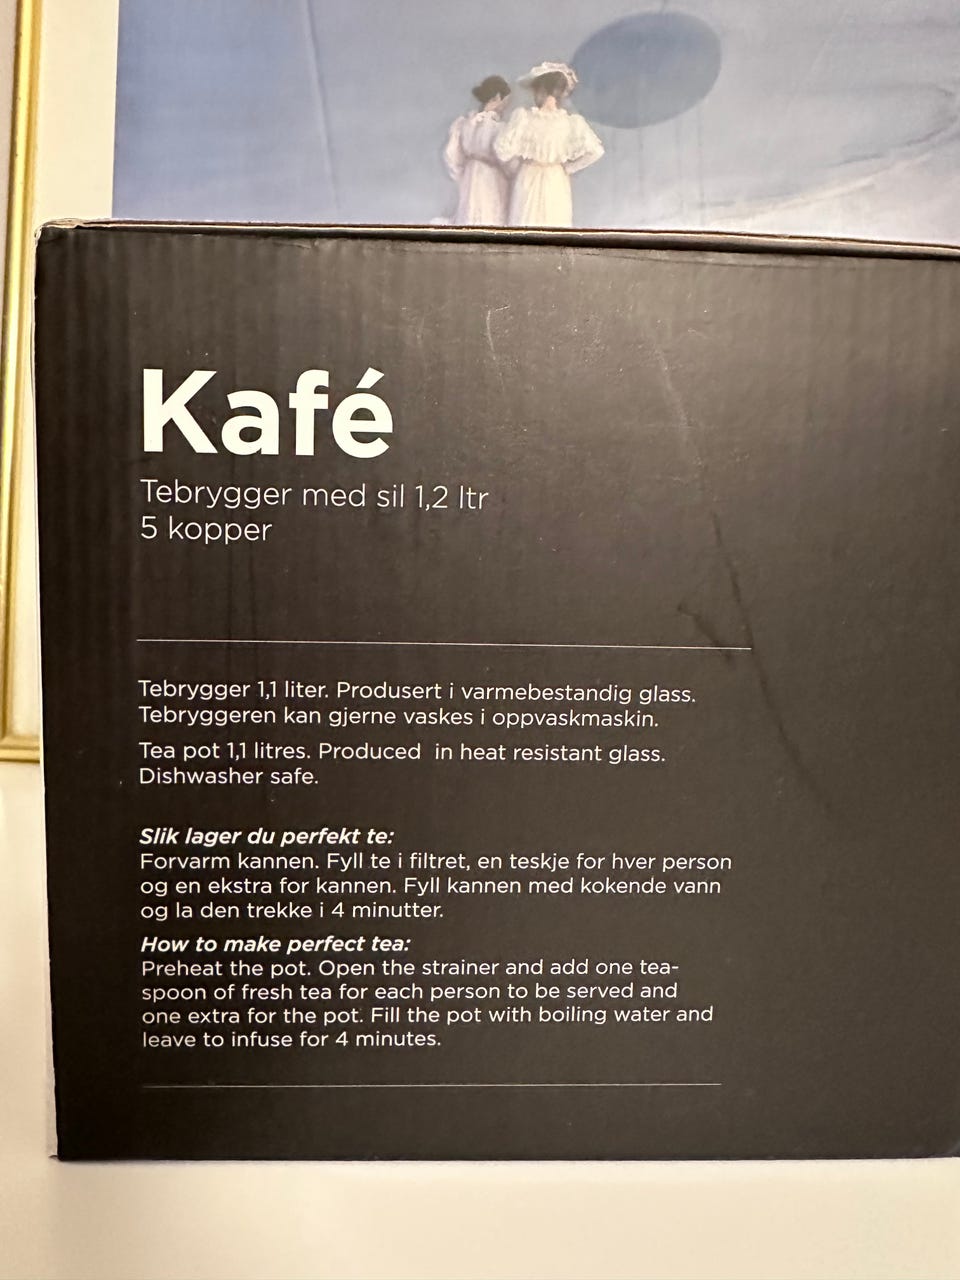 Kafé
Tebrygger med sil 1,2 ltr
5 kopper
Tebrygger 1,1 liter. Produsert i varmebestandig glass.
Tebryggeren kan gjerne vaskes i oppvaskmaskin.
Tea pot 1,1 litres. Produced in heat resistant glass.
Dishwasher safe.
Slik lager du perfekt te:
Forvarm kannen. Fyll te i filtret, en teskje for hver person
og en ekstra for kannen. Fyll kannen med kokende vann
og la den trekke i 4 minutter.
How to make perfect tea:
Preheat the pot. Open the strainer and add one tea-
spoon of fresh tea for each person to be served and
one extra for the pot. Fill the pot with boiling water and
leave to infuse for 4 minutes.